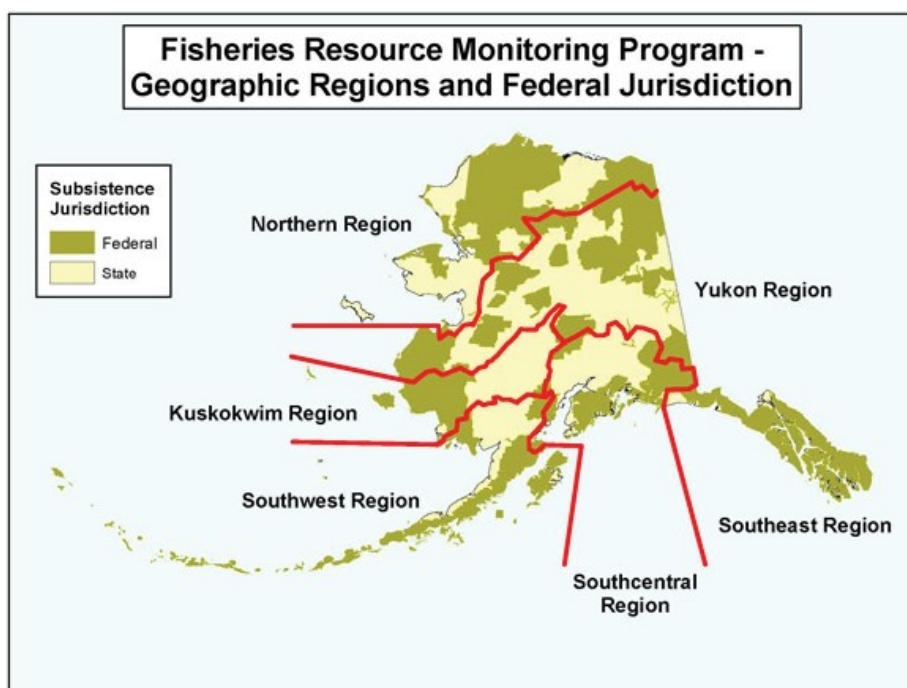 Fisheries Resource Monitoring Program -
Geographic Regions and Federal Jurisdiction
Subsistence
Jurisdiction
Federal
State
Northern Region
Yukon Region
Kuskokwim Region
Southwest Region
Southeast Region
Southcentral
Region